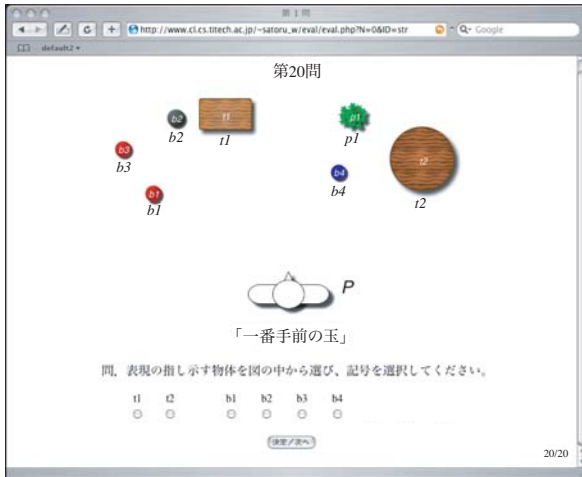 第1問
http://www.cl.cs.titech.ac.jp/~satoru_w/eval/eval.php?N=0&ID=str
Google
default2
第20問
b2 t1 p1
b2 t1 p1
b3 t2
b3 b4 t2
b1
b1
P
「一番手前の玉」
問. 表現の指し示す物体を図の中から選び、記号を選択してください。
t1 t2 b1 b2 b3 b4
決定/次へ
20/20